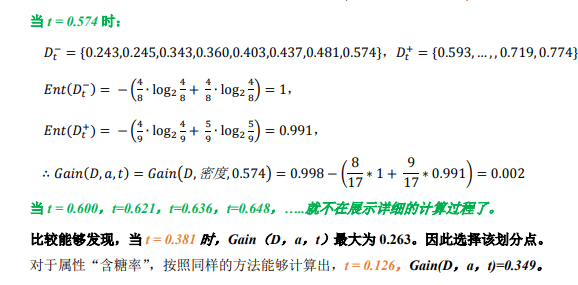 当 t = 0.574 时:
D_t^- = {0.243,0.245,0.343,0.360,0.403,0.437,0.481,0.574}, D_t^+ = {0.593, … , , 0.719, 0.774}
Ent(D_t^-) = −(4/8 · log₂ 4/8 + 4/8 · log₂ 4/8) = 1,
Ent(D_t^+) = −(4/9 · log₂ 4/9 + 5/9 · log₂ 5/9) = 0.991,
∴ Gain(D, a, t) = Gain(D, 密度, 0.574) = 0.998 − (8/17 * 1 + 9/17 * 0.991) = 0.002
当 t = 0.600，t=0.621，t=0.636，t=0.648，…..就不在展示详细的计算过程了。
比较能够发现，当 t = 0.381 时，Gain（D，a，t）最大为 0.263。因此选择该划分点。
对于属性“含糖率”，按照同样的方法能够计算出，t = 0.126，Gain(D，a，t)=0.349。